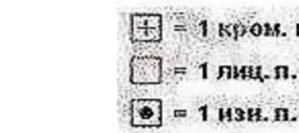 = 1 кром.
= 1 лиц. п.
= 1 изн. п.